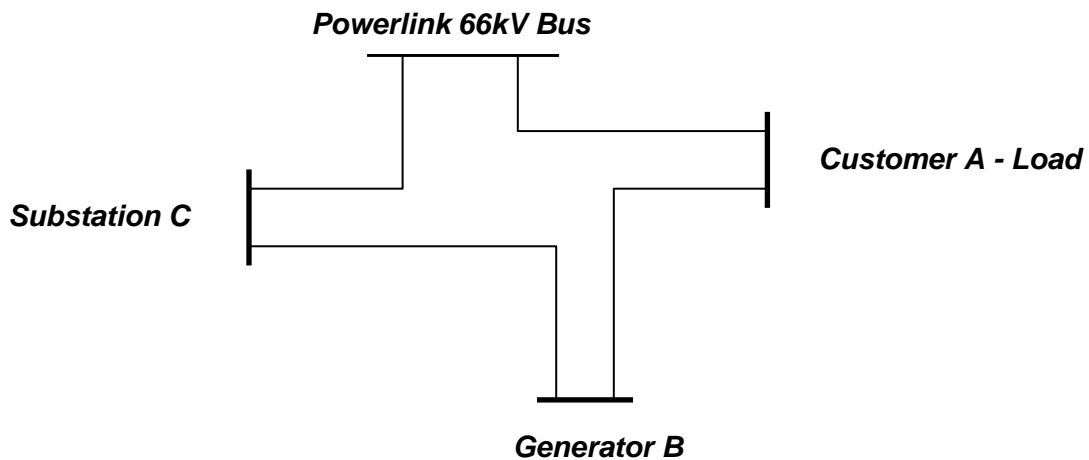 Powerlink 66kV Bus
Customer A - Load
Substation C
Generator B